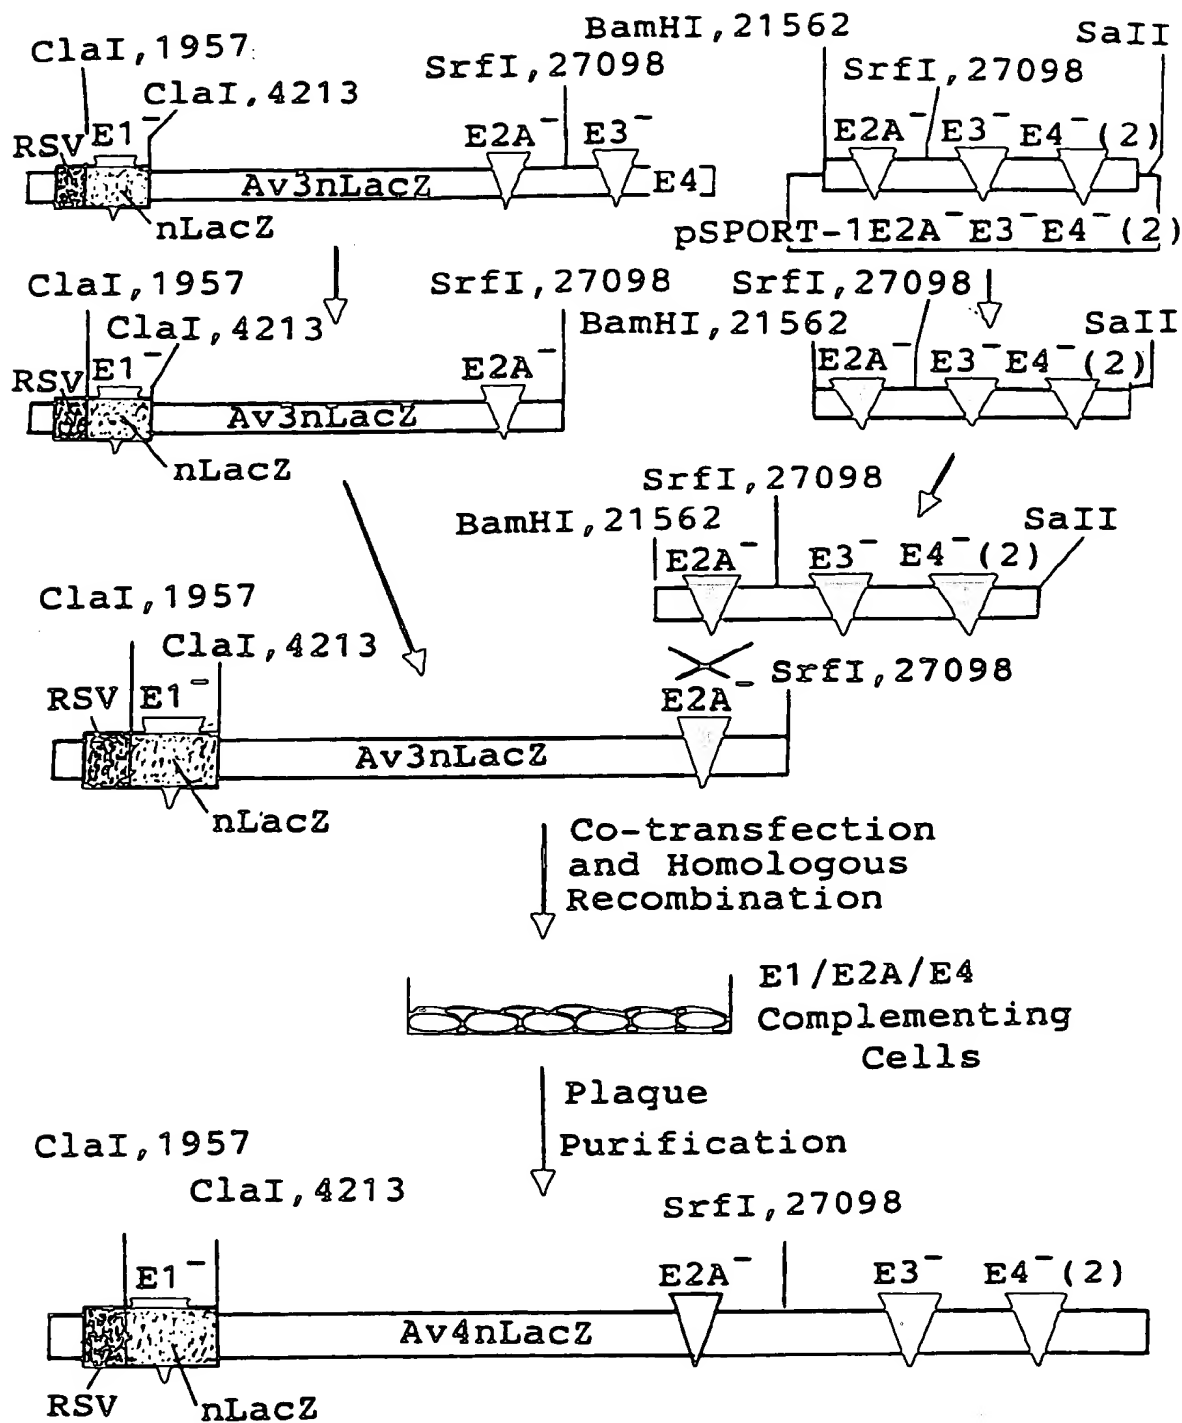 ClaI,1957
ClaI,4213
RSV
E1-
SrfI,27098
E2A-
E3-
Av3nLacZ
E4
nLacZ
BamHI,21562
SaII
SrfI,27098
E2A-
E3-
E4-(2)
pSPORT-1E2A-E3-E4-(2)
ClaI,1957
ClaI,4213
RSV
E1-
SrfI,27098
E2A-
Av3nLacZ
nLacZ
SrfI,27098
BamHI,21562
SaII
E2A-
E3-
E4-(2)
SrfI,27098
BamHI,21562
SaII
E2A-
E3-
E4-(2)
ClaI,1957
ClaI,4213
RSV
E1-
SrfI,27098
E2A-
Av3nLacZ
nLacZ
Co-transfection
and Homologous
Recombination
E1/E2A/E4
Complementing
Cells
Plaque
Purification
ClaI,1957
ClaI,4213
SrfI,27098
E1-
E2A-
E3-
E4-(2)
Av4nLacZ
RSV
nLacZ